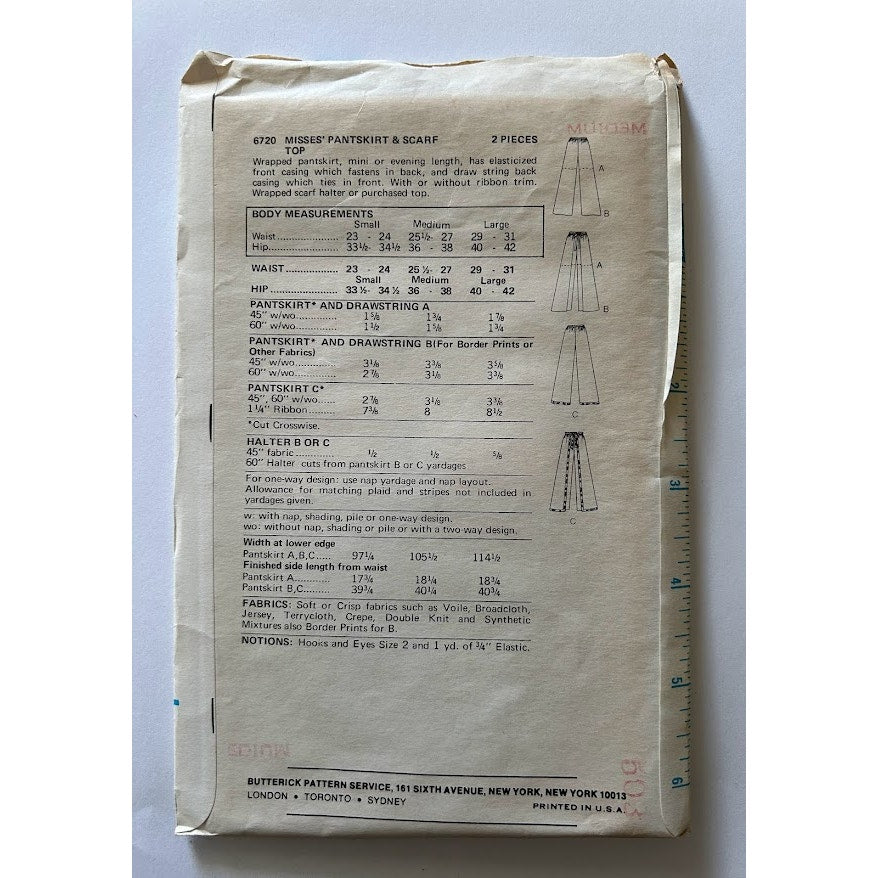 6720 MISSES' PANTSKIRT & SCARF 2 PIECES
TOP
Wrapped pantskirt, mini or evening length, has elasticized
front casing which fastens in back, and draw string back
casing which ties in front. With or without ribbon trim.
Wrapped scarf halter or purchased top.
BODY MEASUREMENTS
Small Medium Large
Waist................... 23 - 24 25½- 27 29 - 31
Hip...................... 33½- 34½ 36 - 38 40 - 42
WAIST................. 23 - 24 25 ½- 27 29 - 31
Small Medium Large
HIP...................... 33 ½- 34 ½ 36 - 38 40 - 42
PANTSKIRT* AND DRAWSTRING A
45" w/wo.............. 1⅝ 1¾ 1⅞
60" w/wo.............. 1½ 1⅝ 1¾
PANTSKIRT* AND DRAWSTRING B(For Border Prints or
Other Fabrics)
45" w/wo.............. 3⅛ 3⅜ 3⅝
60" w/wo.............. 2⅞ 3⅛ 3⅜
PANTSKIRT C*
45", 60" w/wo...... 2⅞ 3⅛ 3⅜
1¼" Ribbon......... 7⅜ 8 8½
*Cut Crosswise.
HALTER B OR C
45" fabric............. ½ ½ ⅝
60" Halter cuts from pantskirt B or C yardages
For one-way design: use nap yardage and nap layout.
Allowance for matching plaid and stripes not included in
yardages given.
w: with nap, shading, pile or one-way design.
wo: without nap, shading or pile or with a two-way design.
Width at lower edge
Pantskirt A,B,C..... 97¼ 105½ 114½
Finished side length from waist
Pantskirt A............ 17¾ 18¼ 18¾
Pantskirt B,C......... 39¾ 40¼ 40¾
FABRICS: Soft or Crisp fabrics such as Voile, Broadcloth,
Jersey, Terrycloth, Crepe, Double Knit and Synthetic
Mixtures also Border Prints for B.
NOTIONS: Hooks and Eyes Size 2 and 1 yd. of ¾" Elastic.
A
B
A
B
C
C
MEDIUM
2
3
4
5
6
BUTTERICK PATTERN SERVICE, 161 SIXTH AVENUE, NEW YORK, NEW YORK 10013
LONDON • TORONTO • SYDNEY
PRINTED IN U.S.A.